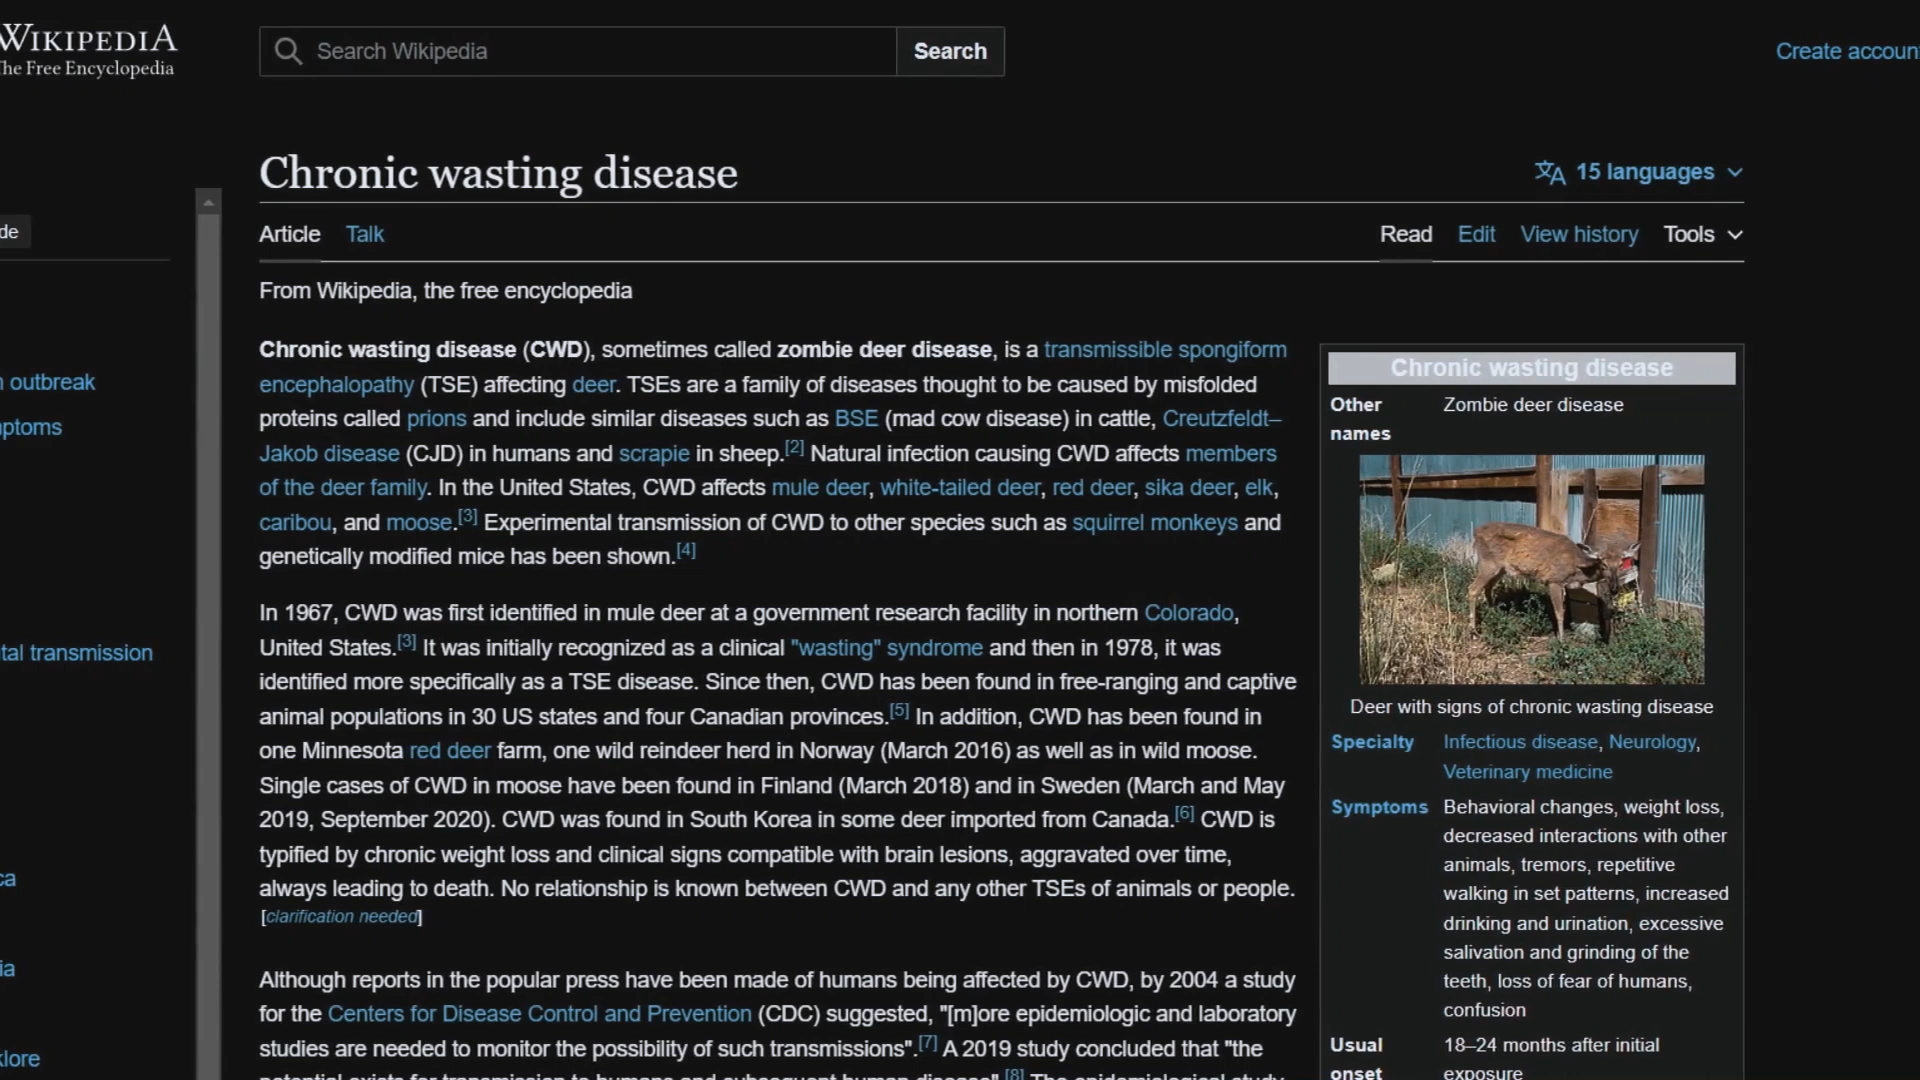 WIKIPEDIA
The Free Encyclopedia
Search Wikipedia
Search
Create accoun
Chronic wasting disease
15 languages
Article Talk
Read Edit View history Tools
From Wikipedia, the free encyclopedia
Chronic wasting disease (CWD), sometimes called zombie deer disease, is a transmissible spongiform
encephalopathy (TSE) affecting deer. TSEs are a family of diseases thought to be caused by misfolded
proteins called prions and include similar diseases such as BSE (mad cow disease) in cattle, Creutzfeldt–
Jakob disease (CJD) in humans and scrapie in sheep.[2] Natural infection causing CWD affects members
of the deer family. In the United States, CWD affects mule deer, white-tailed deer, red deer, sika deer, elk,
caribou, and moose.[3] Experimental transmission of CWD to other species such as squirrel monkeys and
genetically modified mice has been shown.[4]
In 1967, CWD was first identified in mule deer at a government research facility in northern Colorado,
United States.[3] It was initially recognized as a clinical "wasting" syndrome and then in 1978, it was
identified more specifically as a TSE disease. Since then, CWD has been found in free-ranging and captive
animal populations in 30 US states and four Canadian provinces.[5] In addition, CWD has been found in
one Minnesota red deer farm, one wild reindeer herd in Norway (March 2016) as well as in wild moose.
Single cases of CWD in moose have been found in Finland (March 2018) and in Sweden (March and May
2019, September 2020). CWD was found in South Korea in some deer imported from Canada.[6] CWD is
typified by chronic weight loss and clinical signs compatible with brain lesions, aggravated over time,
always leading to death. No relationship is known between CWD and any other TSEs of animals or people.
[clarification needed]
Although reports in the popular press have been made of humans being affected by CWD, by 2004 a study
for the Centers for Disease Control and Prevention (CDC) suggested, "[m]ore epidemiologic and laboratory
studies are needed to monitor the possibility of such transmissions".[7] A 2019 study concluded that "the
potential exists for transmission to humans and subsequent human disease".[8] The epidemiological study
Chronic wasting disease
Other names Zombie deer disease
Deer with signs of chronic wasting disease
Specialty Infectious disease, Neurology,
Veterinary medicine
Symptoms Behavioral changes, weight loss,
decreased interactions with other
animals, tremors, repetitive
walking in set patterns, increased
drinking and urination, excessive
salivation and grinding of the
teeth, loss of fear of humans,
confusion
Usual onset 18–24 months after initial
exposure
de
n outbreak
mptoms
tal transmission
ca
ia
klore